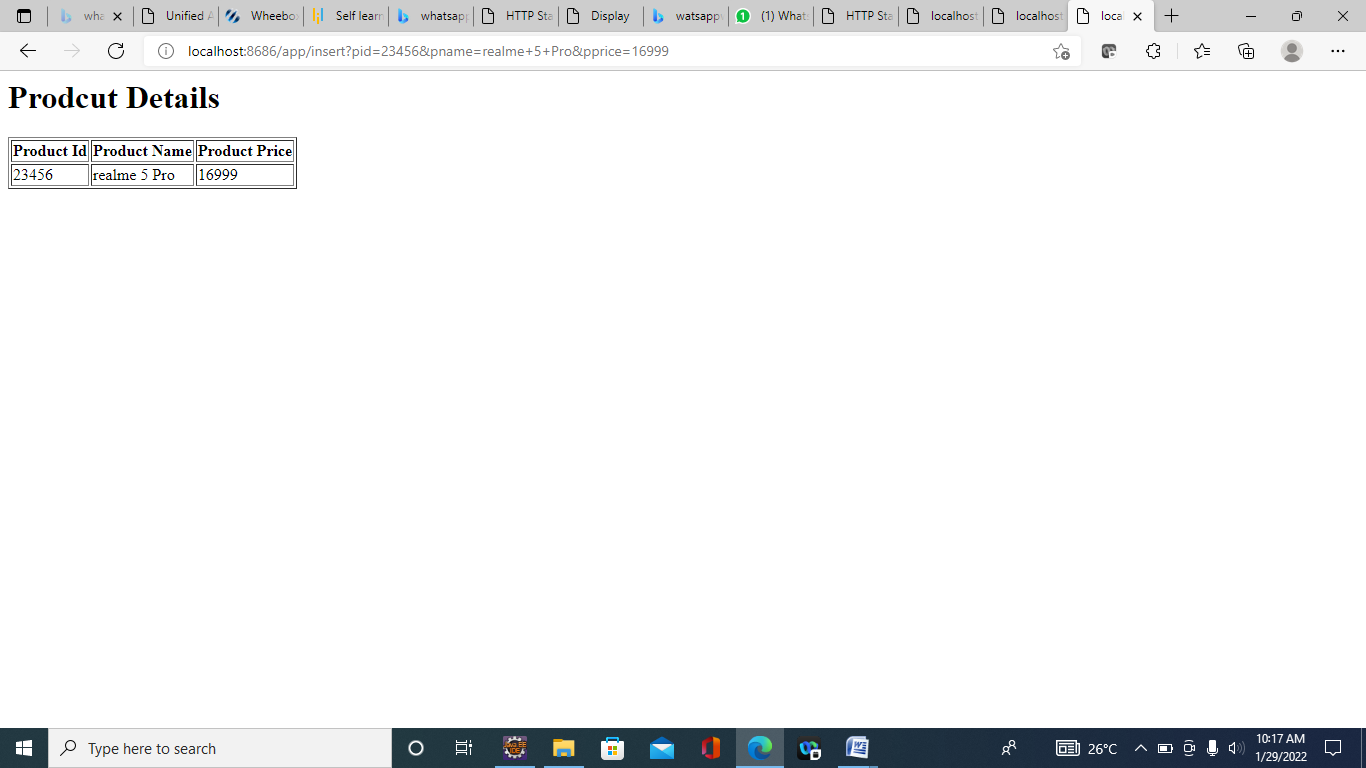 wha Unified A Wheebo Self learn whatsapp HTTP Sta Display watsapp (1) What HTTP Sta localhost localhost loca
localhost:8686/app/insert?pid=23456&pname=realme+5+Pro&pprice=16999
Prodcut Details
Product Id Product Name Product Price
23456 realme 5 Pro 16999
Type here to search
26°C
10:17 AM
1/29/2022